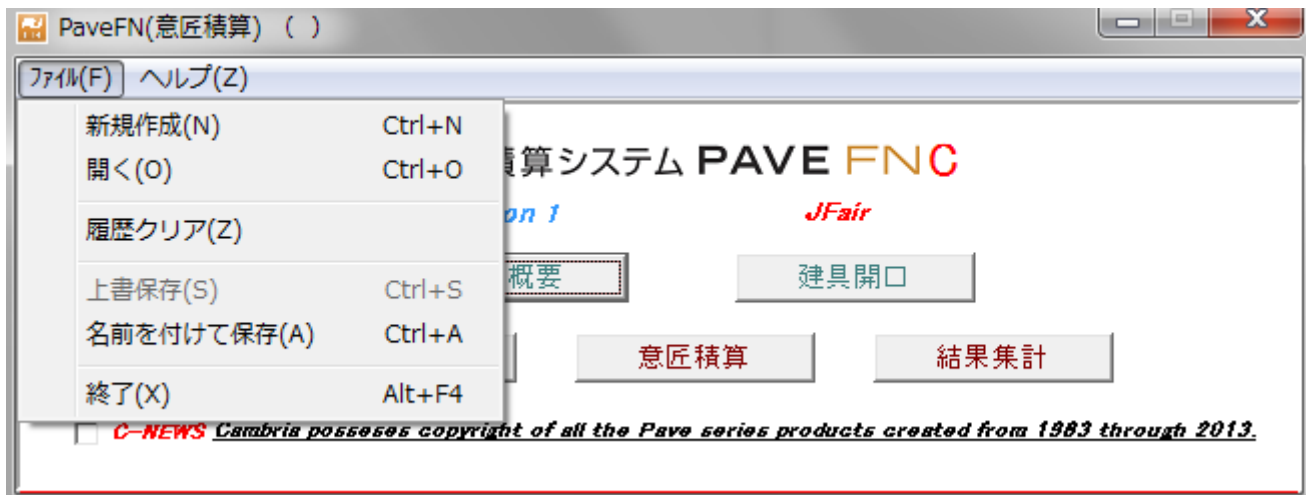 PaveFN(意匠積算) ( )
ﾌｧｲﾙ(F) ヘルプ(Z)
新規作成(N) Ctrl+N
開く(O) Ctrl+O
履歴クリア(Z)
上書保存(S) Ctrl+S
名前を付けて保存(A) Ctrl+A
終了(X) Alt+F4
算システム PAVE FNC
on 1 JFair
概要 建具開口
意匠積算 結果集計
C-NEWS Cambris posseses copyright of all the Pave series products created from 1983 through 2013.